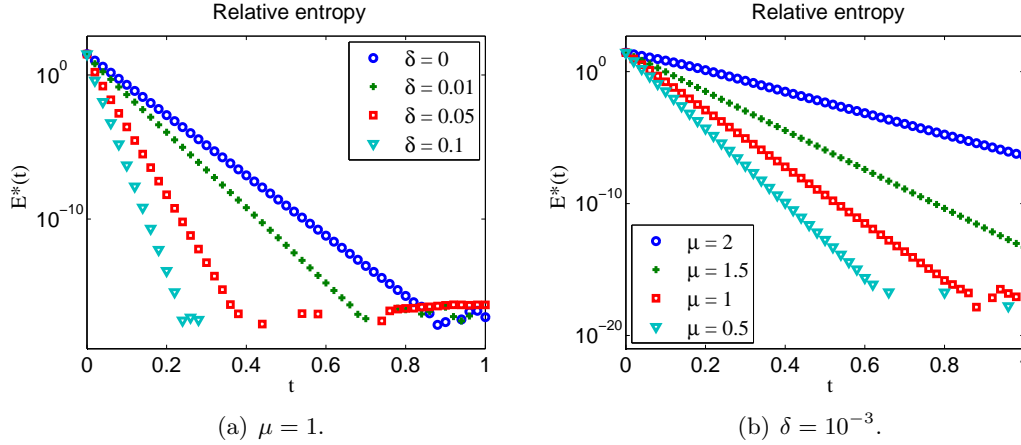 Relative entropy
10^0
10^{-10}
E*(t)
δ = 0
δ = 0.01
δ = 0.05
δ = 0.1
0 0.2 0.4 0.6 0.8 1
t
(a) μ = 1.
Relative entropy
10^0
10^{-10}
10^{-20}
E*(t)
μ = 2
μ = 1.5
μ = 1
μ = 0.5
0 0.2 0.4 0.6 0.8 1
t
(b) δ = 10^{-3}.